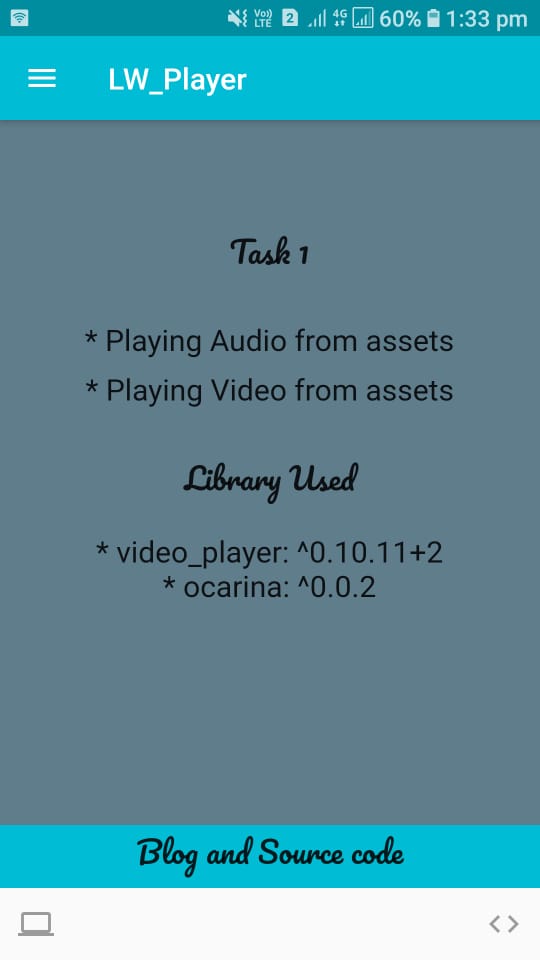 Vo)) LTE 2 4G 60% 1:33 pm
LW_Player
Task 1
* Playing Audio from assets
* Playing Video from assets
Library Used
* video_player: ^0.10.11+2
* ocarina: ^0.0.2
Blog and Source code